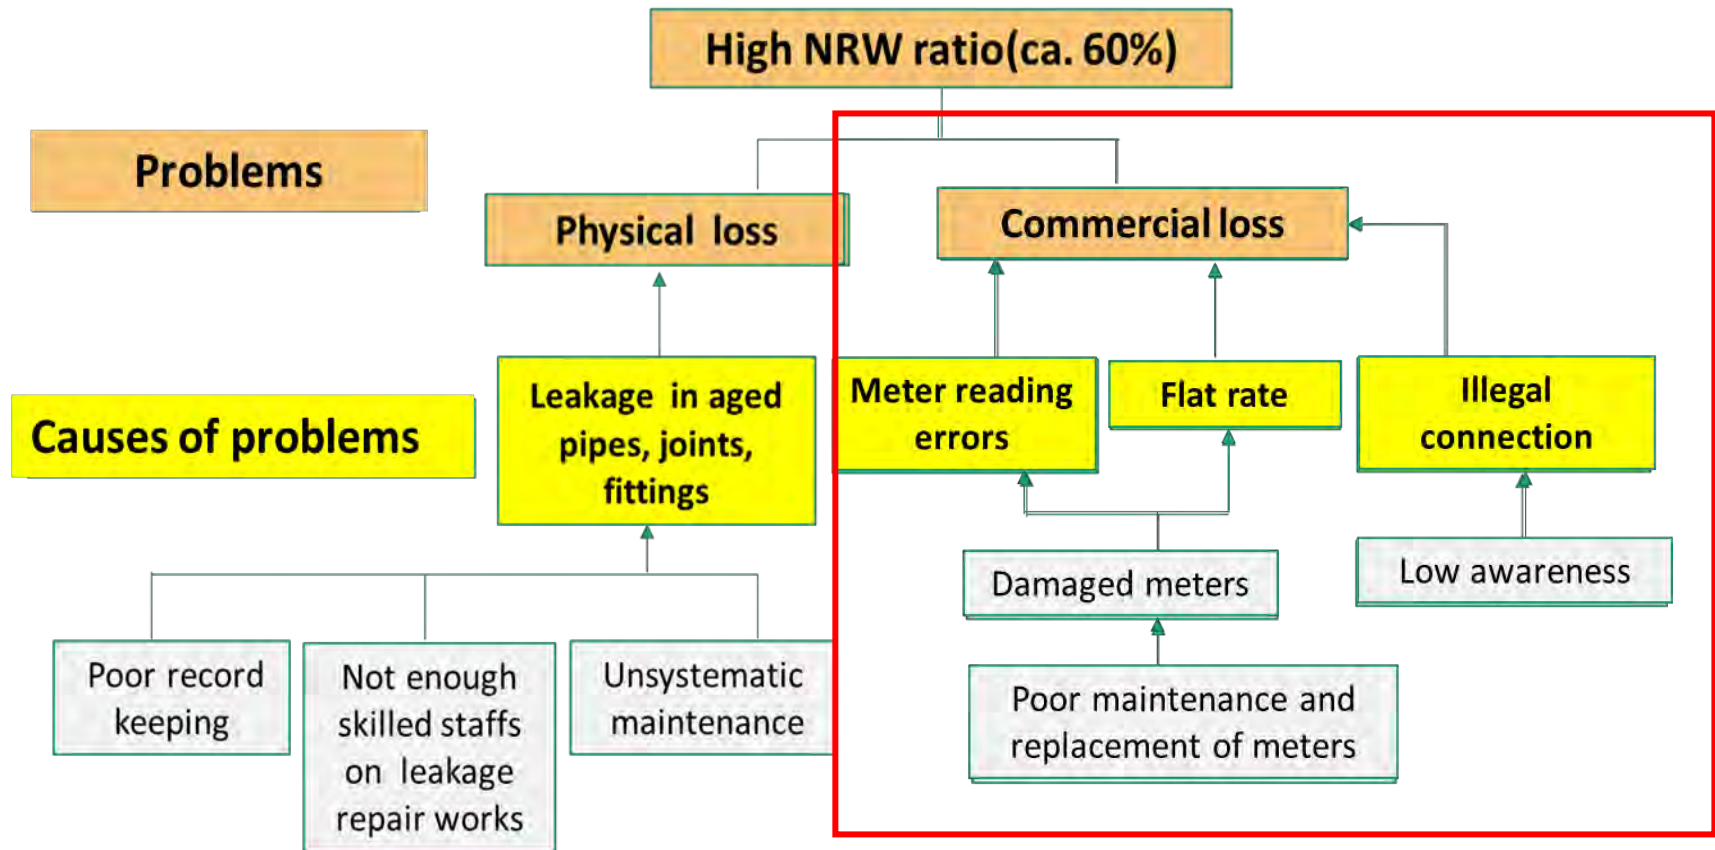 High NRW ratio(ca. 60%)
Problems
Physical loss
Commercial loss
Causes of problems
Leakage in aged
pipes, joints,
fittings
Meter reading
errors
Flat rate
Illegal
connection
Damaged meters
Low awareness
Poor record
keeping
Not enough
skilled staffs
on leakage
repair works
Unsystematic
maintenance
Poor maintenance and
replacement of meters